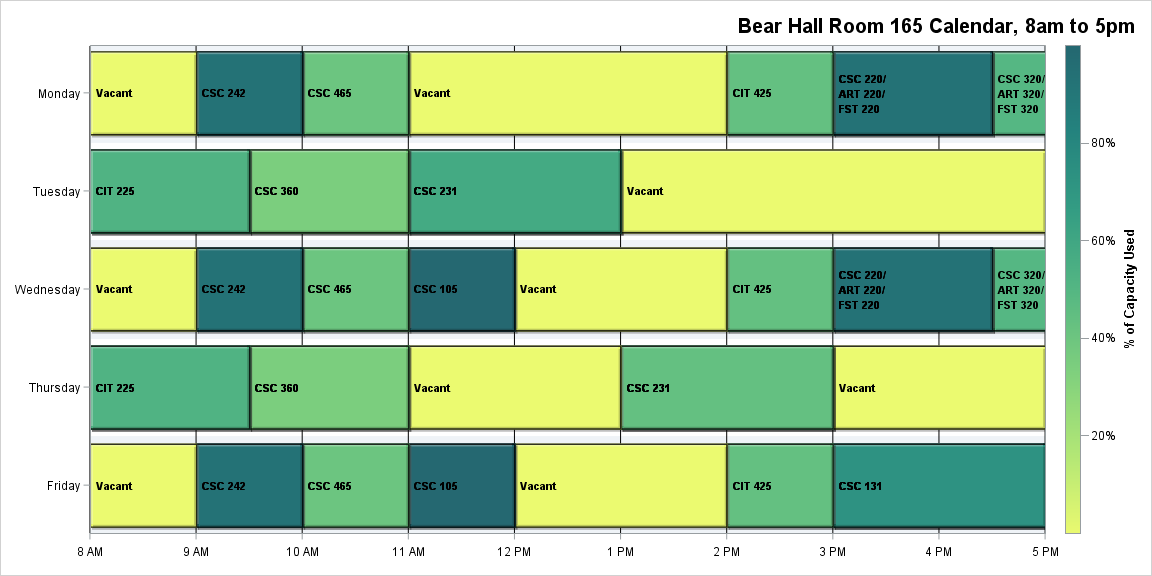 Bear Hall Room 165 Calendar, 8am to 5pm
Monday
Vacant
CSC 242
CSC 465
Vacant
CIT 425
CSC 220/
ART 220/
FST 220
CSC 320/
ART 320/
FST 320
Tuesday
CIT 225
CSC 360
CSC 231
Vacant
Wednesday
Vacant
CSC 242
CSC 465
CSC 105
Vacant
CIT 425
CSC 220/
ART 220/
FST 220
CSC 320/
ART 320/
FST 320
Thursday
CIT 225
CSC 360
Vacant
CSC 231
Vacant
Friday
Vacant
CSC 242
CSC 465
CSC 105
Vacant
CIT 425
CSC 131
8 AM
9 AM
10 AM
11 AM
12 PM
1 PM
2 PM
3 PM
4 PM
5 PM
80%
60%
40%
20%
% of Capacity Used